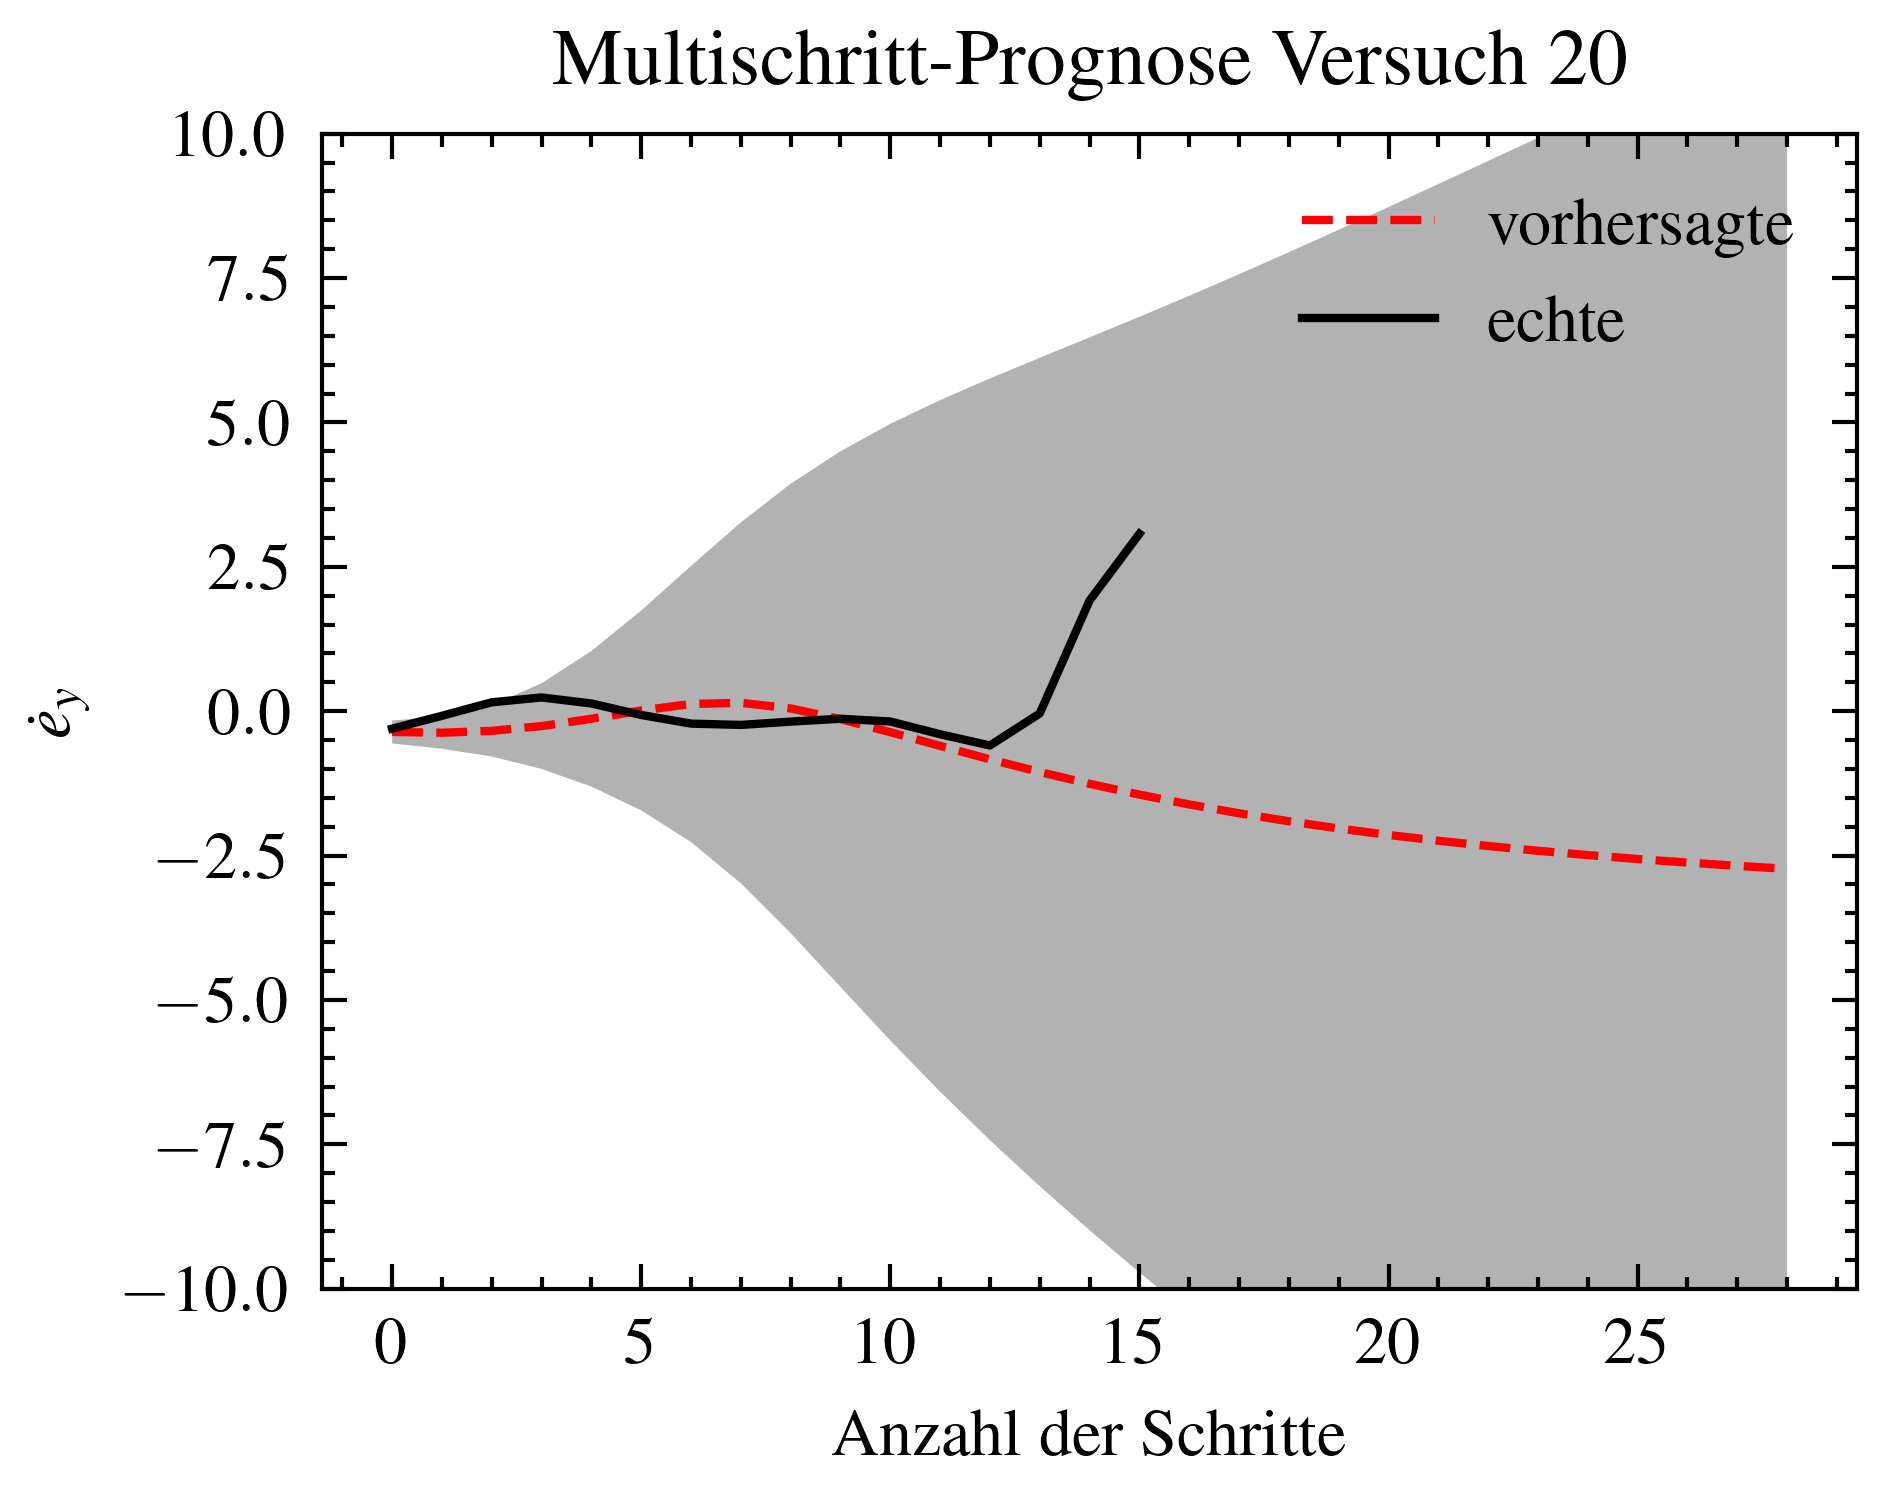 Multischritt-Prognose Versuch 20
10.0
7.5
5.0
2.5
0.0
−2.5
−5.0
−7.5
−10.0
ėy
vorhersagte
echte
0 5 10 15 20 25
Anzahl der Schritte